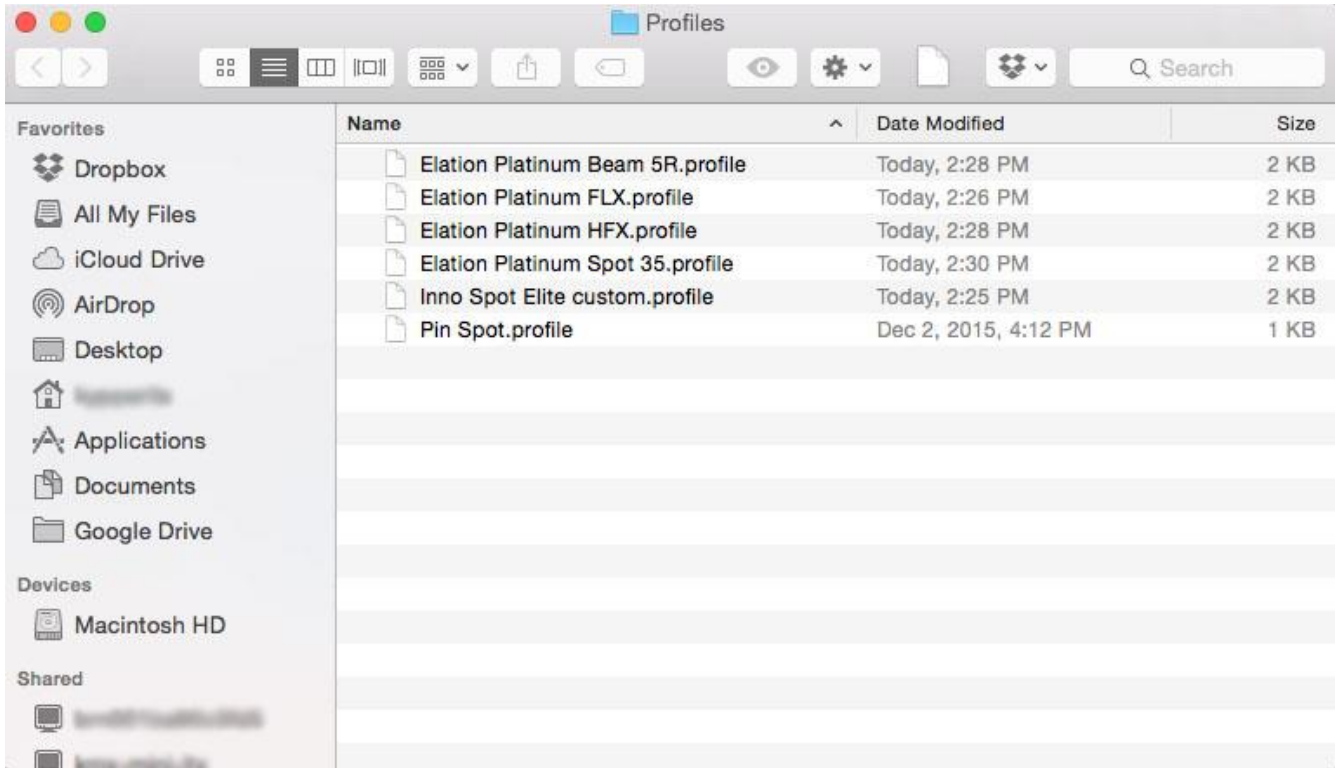 Profiles
Search
Favorites
Dropbox
All My Files
iCloud Drive
AirDrop
Desktop
Applications
Documents
Google Drive
Devices
Macintosh HD
Shared
Name Date Modified Size
Elation Platinum Beam 5R.profile Today, 2:28 PM 2 KB
Elation Platinum FLX.profile Today, 2:26 PM 2 KB
Elation Platinum HFX.profile Today, 2:28 PM 2 KB
Elation Platinum Spot 35.profile Today, 2:30 PM 2 KB
Inno Spot Elite custom.profile Today, 2:25 PM 2 KB
Pin Spot.profile Dec 2, 2015, 4:12 PM 1 KB